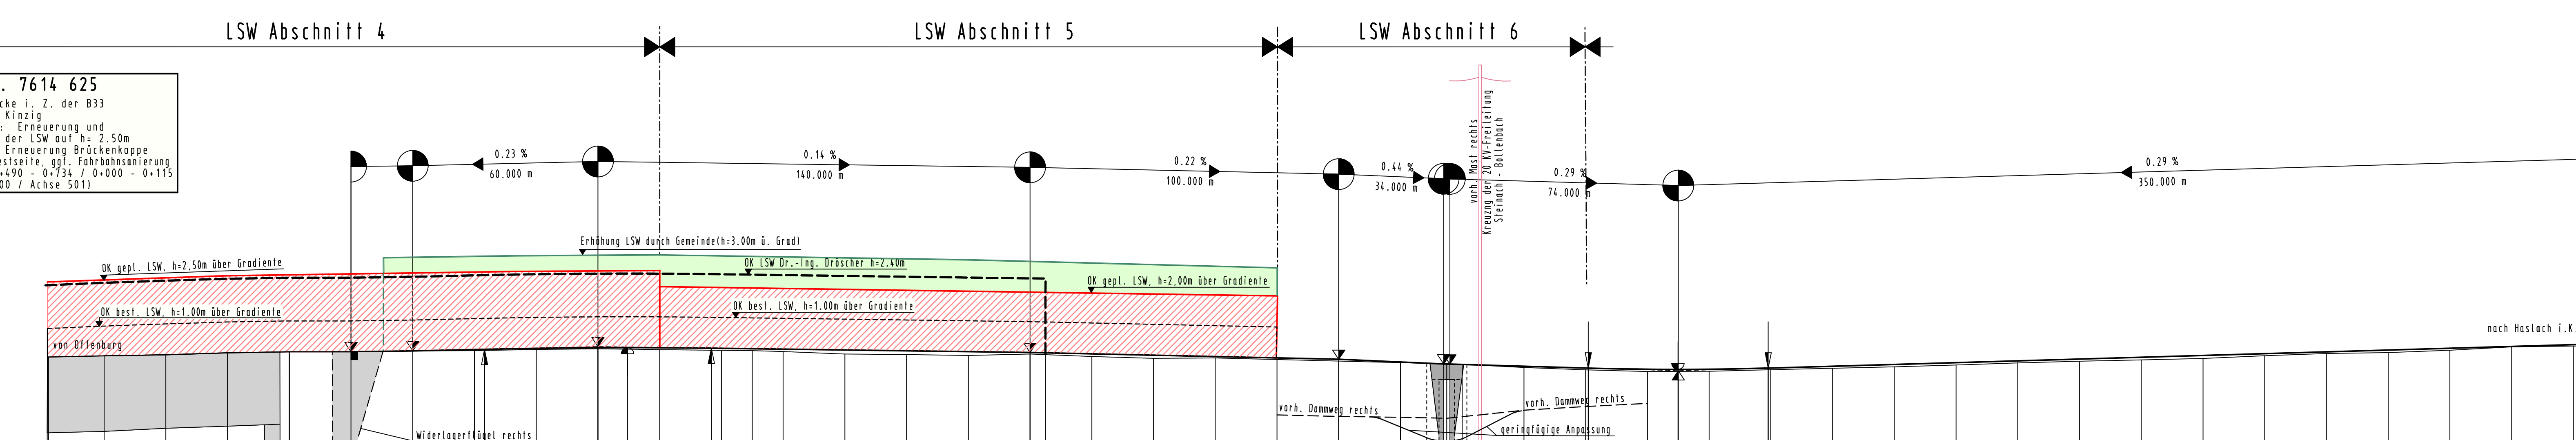 LSW Abschnitt 4
LSW Abschnitt 5
LSW Abschnitt 6
. 7614 625
cke i. Z. der B33
Kinzig
: Erneuerung und
der LSW auf h= 2.50m
Erneuerung Brückenkappe
estseite, ggf. Fahrbahnsanierung
+490 - 0+734 / 0+000 - 0+115
00 / Achse 501)
0.23 %
60.000 m
0.14 %
140.000 m
0.22 %
100.000 m
0.44 %
34.000 m
0.29 %
74.000 m
0.29 %
350.000 m
vorh. Mast rechts
Kreuzng der 20 KV-Freileitung
Steinach - Bollenbach
Erhöhung LSW durch Gemeinde(h=3.00m ü. Grad)
OK gepl. LSW, h=2,50m über Gradiente
OK LSW Dr.-Ing. Dröscher h=2.40m
OK gepl. LSW, h=2,00m über Gradiente
OK best. LSW, h=1.00m über Gradiente
OK best. LSW, h=1.00m über Gradiente
von Offenburg
nach Haslach i.K.
vorh. Dammweg rechts
vorh. Dammweg rechts
geringfügige Anpassung
Widerlagerflügel rechts